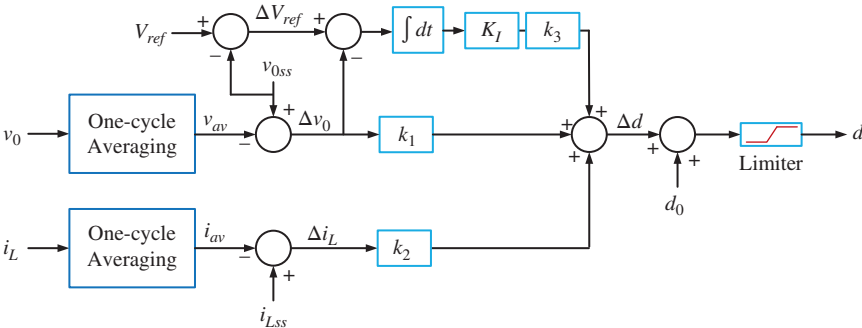 V_ref + − ΔV_ref + − ∫ dt K_I k_3
v_0ss
v_0 One-cycle Averaging v_av − + Δv_0 k_1 + + + Δd + + Limiter d
d_0
i_L One-cycle Averaging i_av − + Δi_L k_2
i_Lss